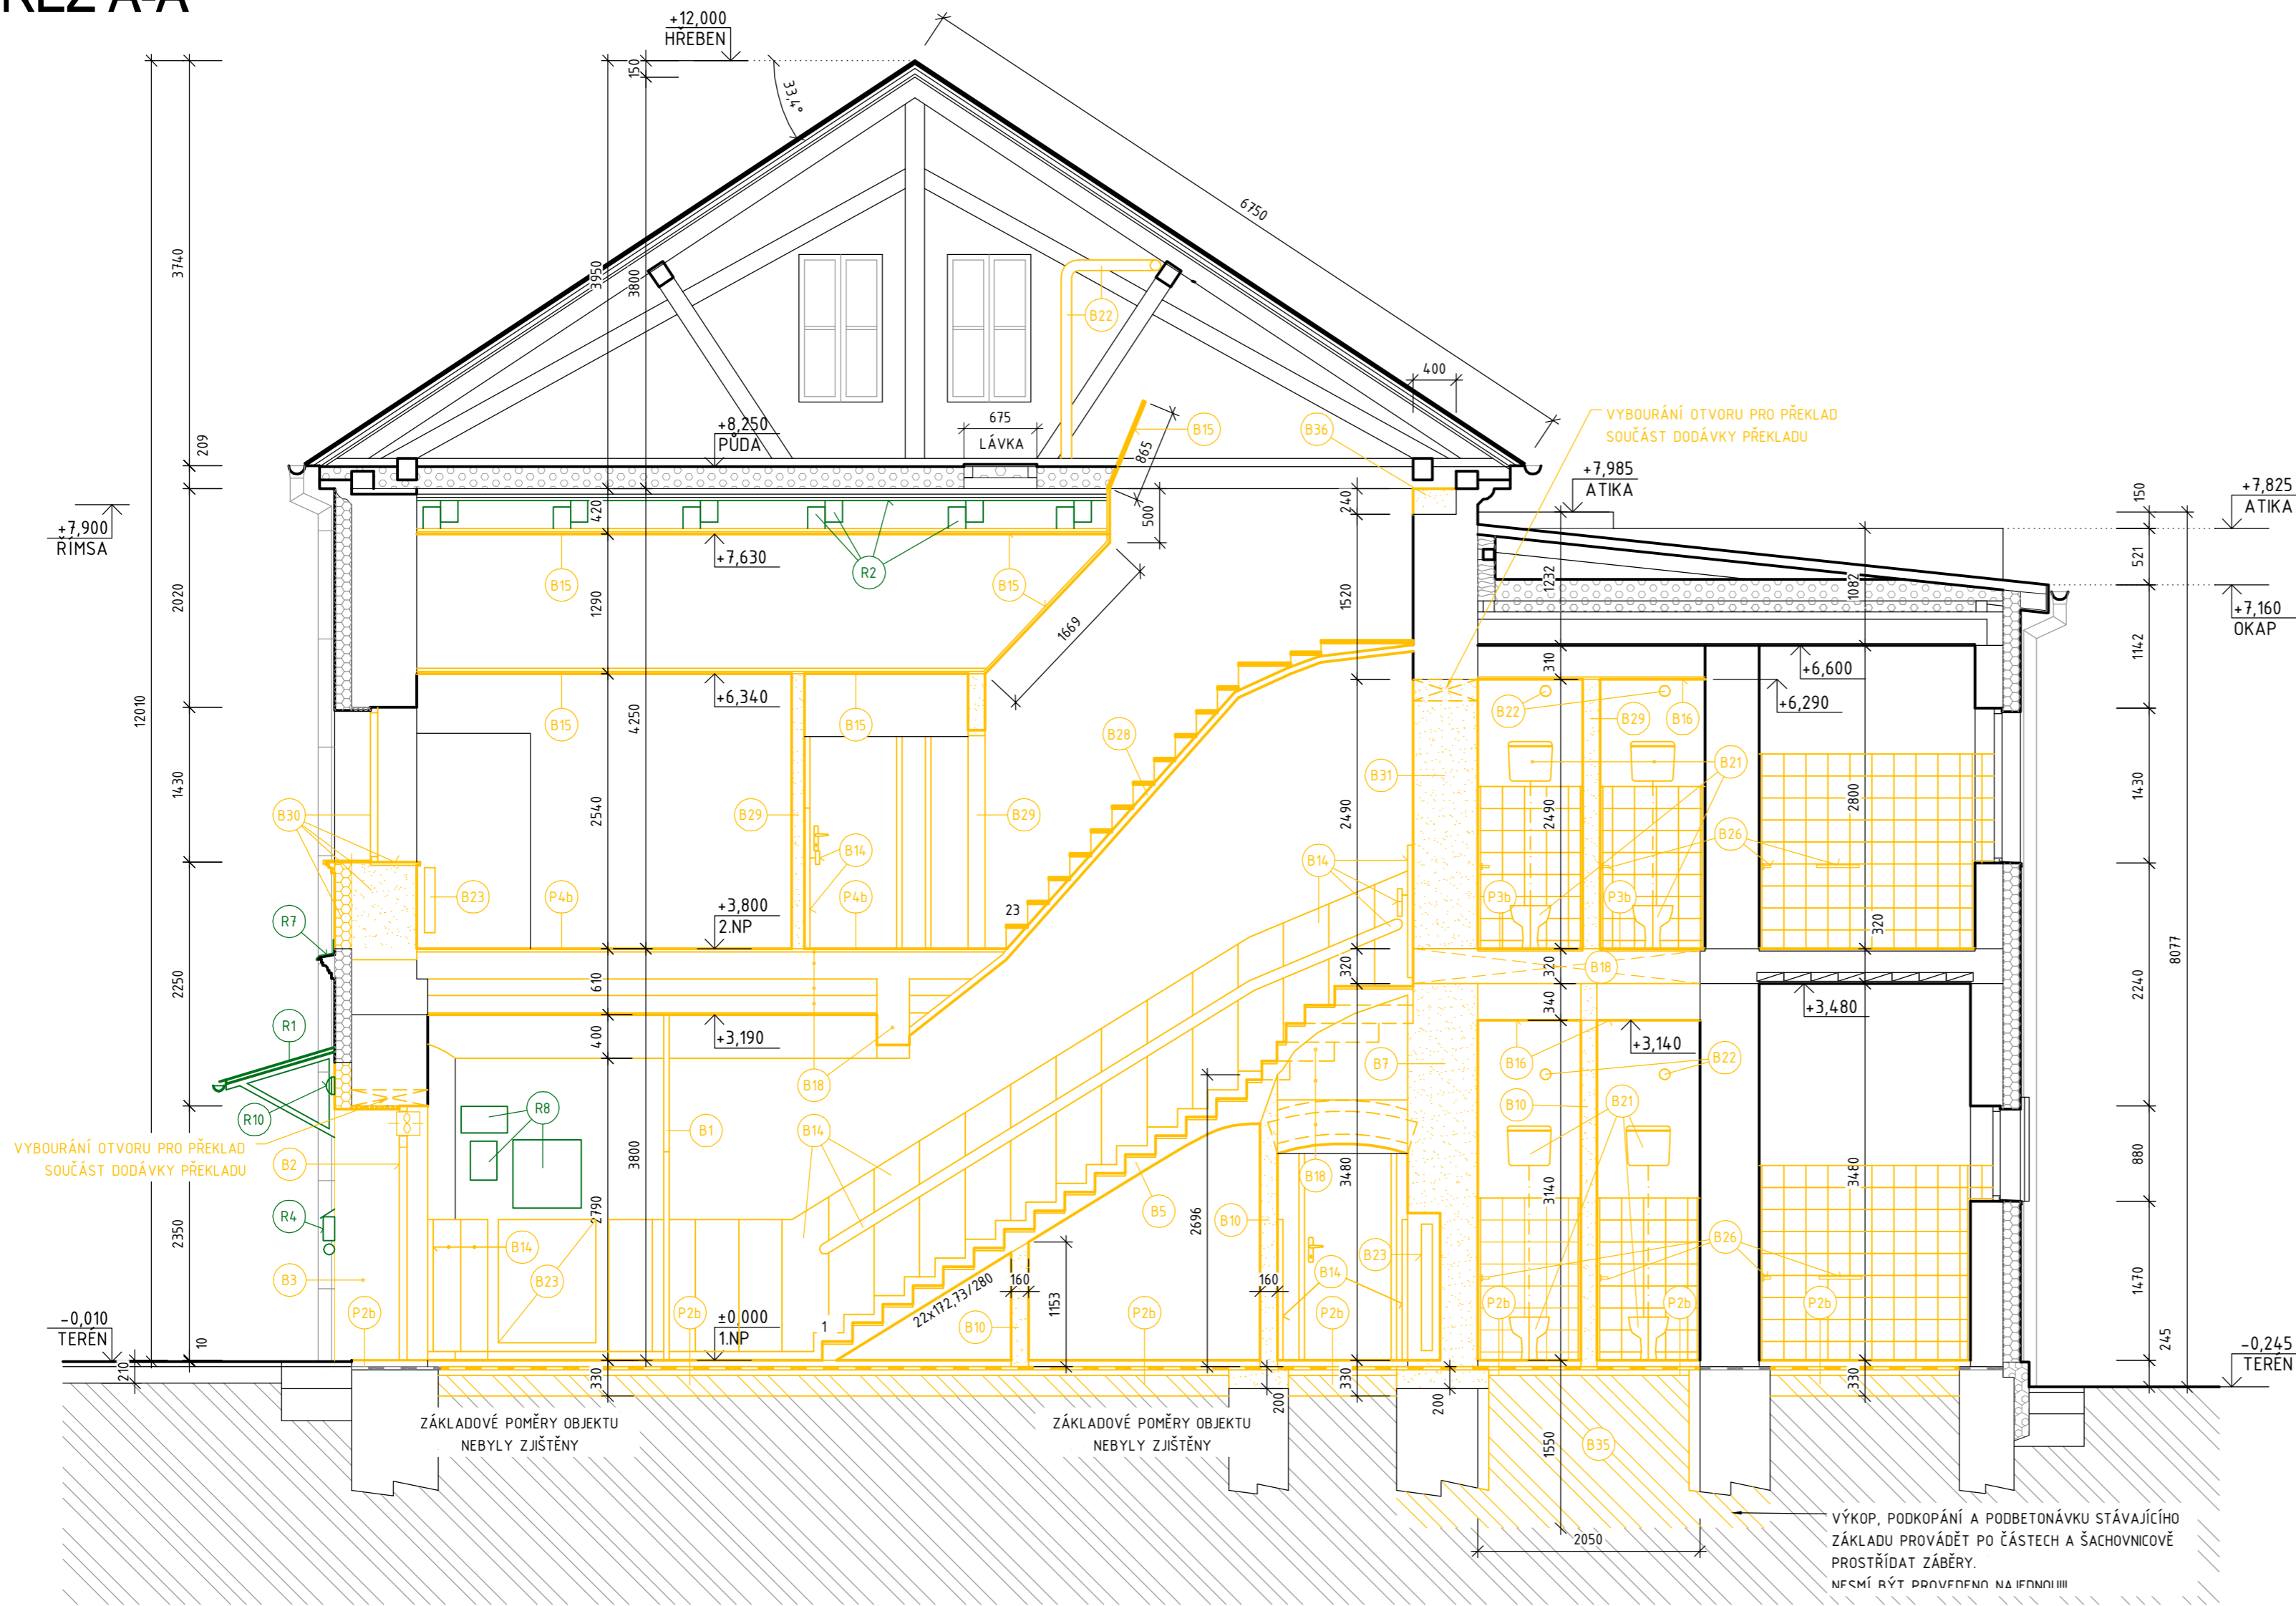 ŘEZ A-A
+12,000
HŘEBEN
150
33,4°
6750
3740
3950
3800
209
B22
400
675
LÁVKA
+8,250
PŮDA
865
B15
B36
VYBOURÁNÍ OTVORU PRO PŘEKLAD
SOUČÁST DODÁVKY PŘEKLADU
+7,985
ATIKA
150
+7,825
ATIKA
+7,900
ŘÍMSA
420
500
240
+7,630
B15
R2
B15
521
1232
1082
2020
1290
1520
1669
+7,160
OKAP
1142
310
+6,600
+6,340
+6,290
12010
4250
B15
B15
B22
B29
B16
B28
B31
B21
1430
2540
2490
2490
2800
1430
B30
B29
B29
B14
B26
B14
B23
P4b
P4b
P3b
P3b
+3,800
2.NP
23
320
R7
8077
2250
610
320
320
B18
2240
340
+3,480
R1
400
+3,190
+3,140
B18
B7
B16
B22
R10
R8
B10
B21
VYBOURÁNÍ OTVORU PRO PŘEKLAD
SOUČÁST DODÁVKY PŘEKLADU
B1
B14
3800
B2
B18
3480
3140
3480
880
2350
R4
2790
B5
2696
B10
B14
B23
B23
B26
B14
B3
22x172,73/280
160
160
1153
1470
P2b
P2b
B10
P2b
P2b
P2b
P2b
P2b
-0,010
TERÉN
±0,000
1.NP
1
10
245
-0,245
TERÉN
210
330
330
330
200
200
ZÁKLADOVÉ POMĚRY OBJEKTU
NEBYLY ZJIŠTĚNY
ZÁKLADOVÉ POMĚRY OBJEKTU
NEBYLY ZJIŠTĚNY
1550
B35
2050
VÝKOP, PODKOPÁNÍ A PODBETONÁVKU STÁVAJÍCÍHO
ZÁKLADU PROVÁDĚT PO ČÁSTECH A ŠACHOVNICOVĚ
PROSTŘÍDAT ZÁBĚRY.
NESMÍ BÝT PROVEDENO NAJEDNOU!!!